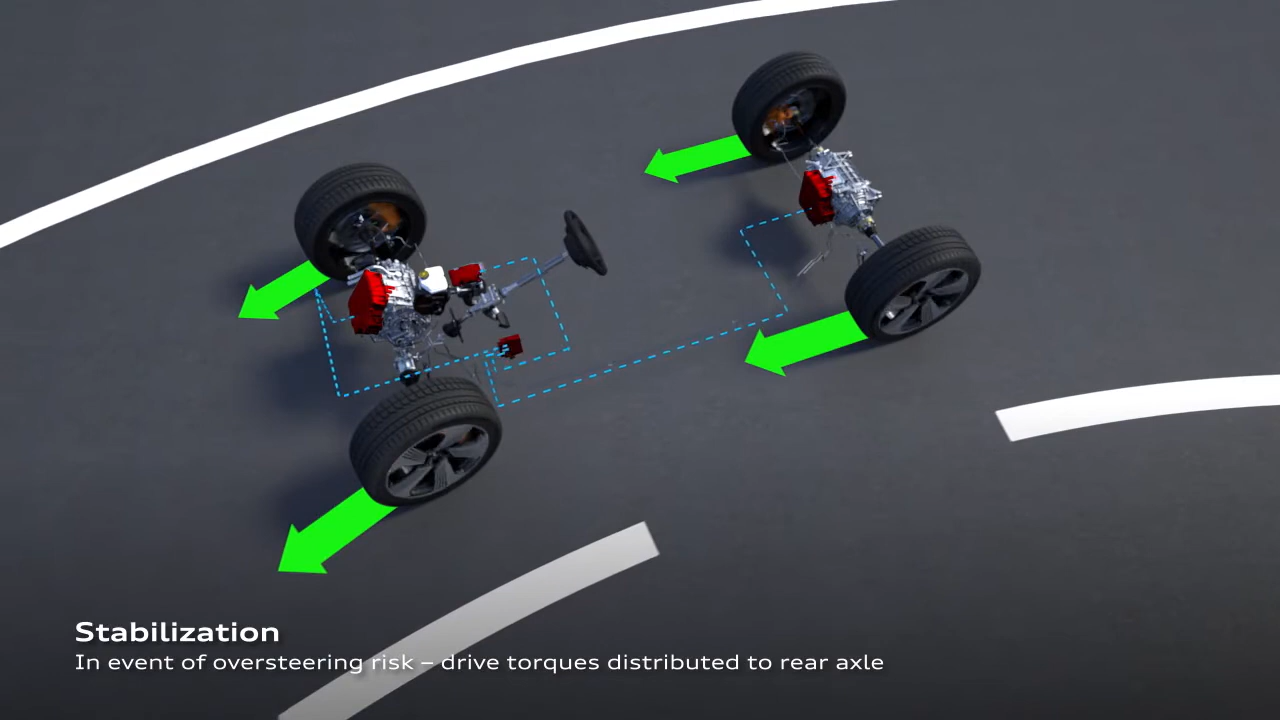 Stabilization
In event of oversteering risk – drive torques distributed to rear axle